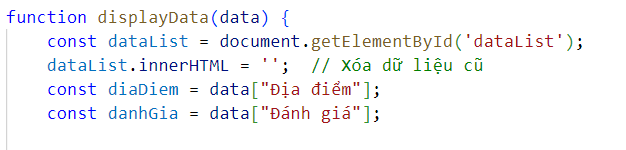 function displayData(data) {
    const dataList = document.getElementById('dataList');
    dataList.innerHTML = '';  // Xóa dữ liệu cũ
    const diaDiem = data["Địa điểm"];
    const danhGia = data["Đánh giá"];